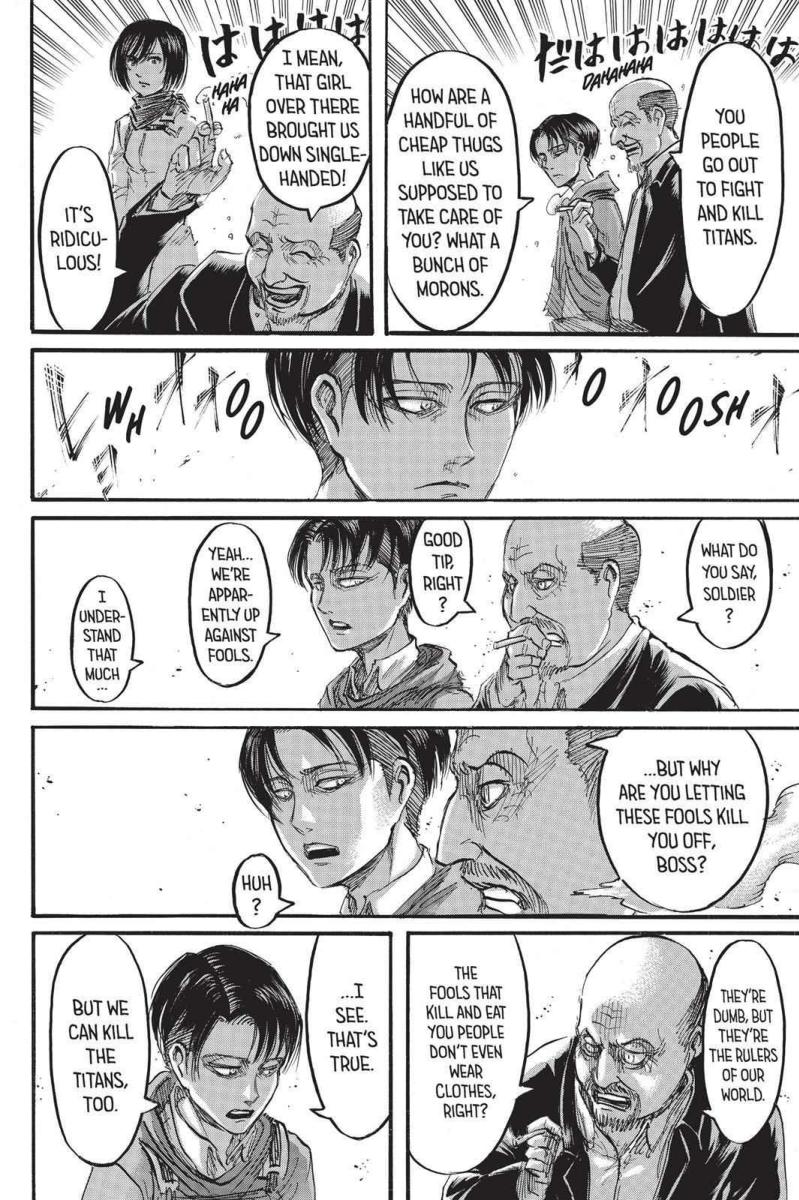 YOU
PEOPLE
GO OUT
TO FIGHT
AND KILL
TITANS.
だはははははは
DAHAHAHA
HOW ARE A
HANDFUL OF
CHEAP THUGS
LIKE US
SUPPOSED TO
TAKE CARE OF
YOU? WHAT A
BUNCH OF
MORONS.
I MEAN,
THAT GIRL
OVER THERE
BROUGHT US
DOWN SINGLE-
HANDED!
ははははは
HAHA
HA
IT'S
RIDICU-
LOUS!
WH
OO
O
OOSH
WHAT DO
YOU SAY,
SOLDIER
?
GOOD
TIP,
RIGHT
?
YEAH...
WE'RE
APPAR-
ENTLY UP
AGAINST
FOOLS.
I
UNDER-
STAND
THAT
MUCH
...
...BUT WHY
ARE YOU LETTING
THESE FOOLS KILL
YOU OFF,
BOSS?
HUH
?
THEY'RE
DUMB, BUT
THEY'RE
THE RULERS
OF OUR
WORLD.
THE
FOOLS THAT
KILL AND EAT
YOU PEOPLE
DON'T EVEN
WEAR
CLOTHES,
RIGHT?
...I
SEE.
THAT'S
TRUE.
BUT WE
CAN KILL
THE
TITANS,
TOO.